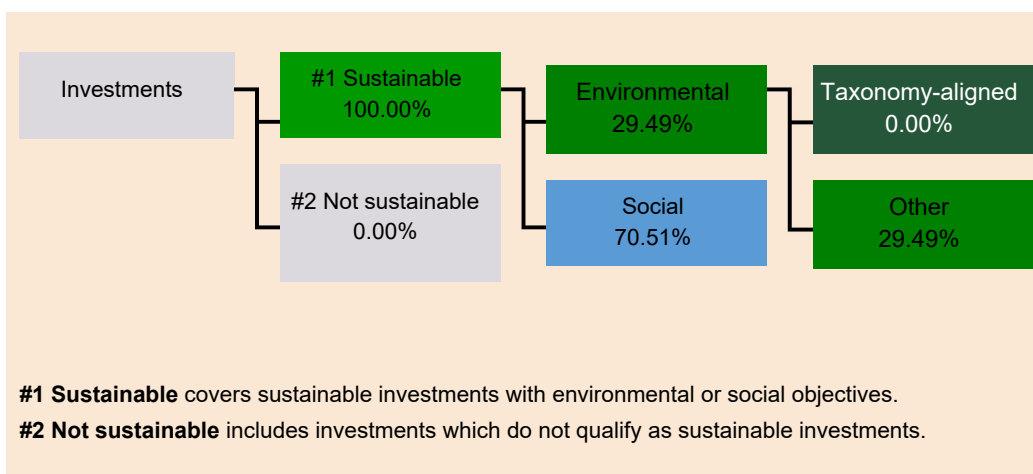 Investments
#1 Sustainable
100.00%
#2 Not sustainable
0.00%
Environmental
29.49%
Social
70.51%
Taxonomy-aligned
0.00%
Other
29.49%
#1 Sustainable covers sustainable investments with environmental or social objectives.
#2 Not sustainable includes investments which do not qualify as sustainable investments.